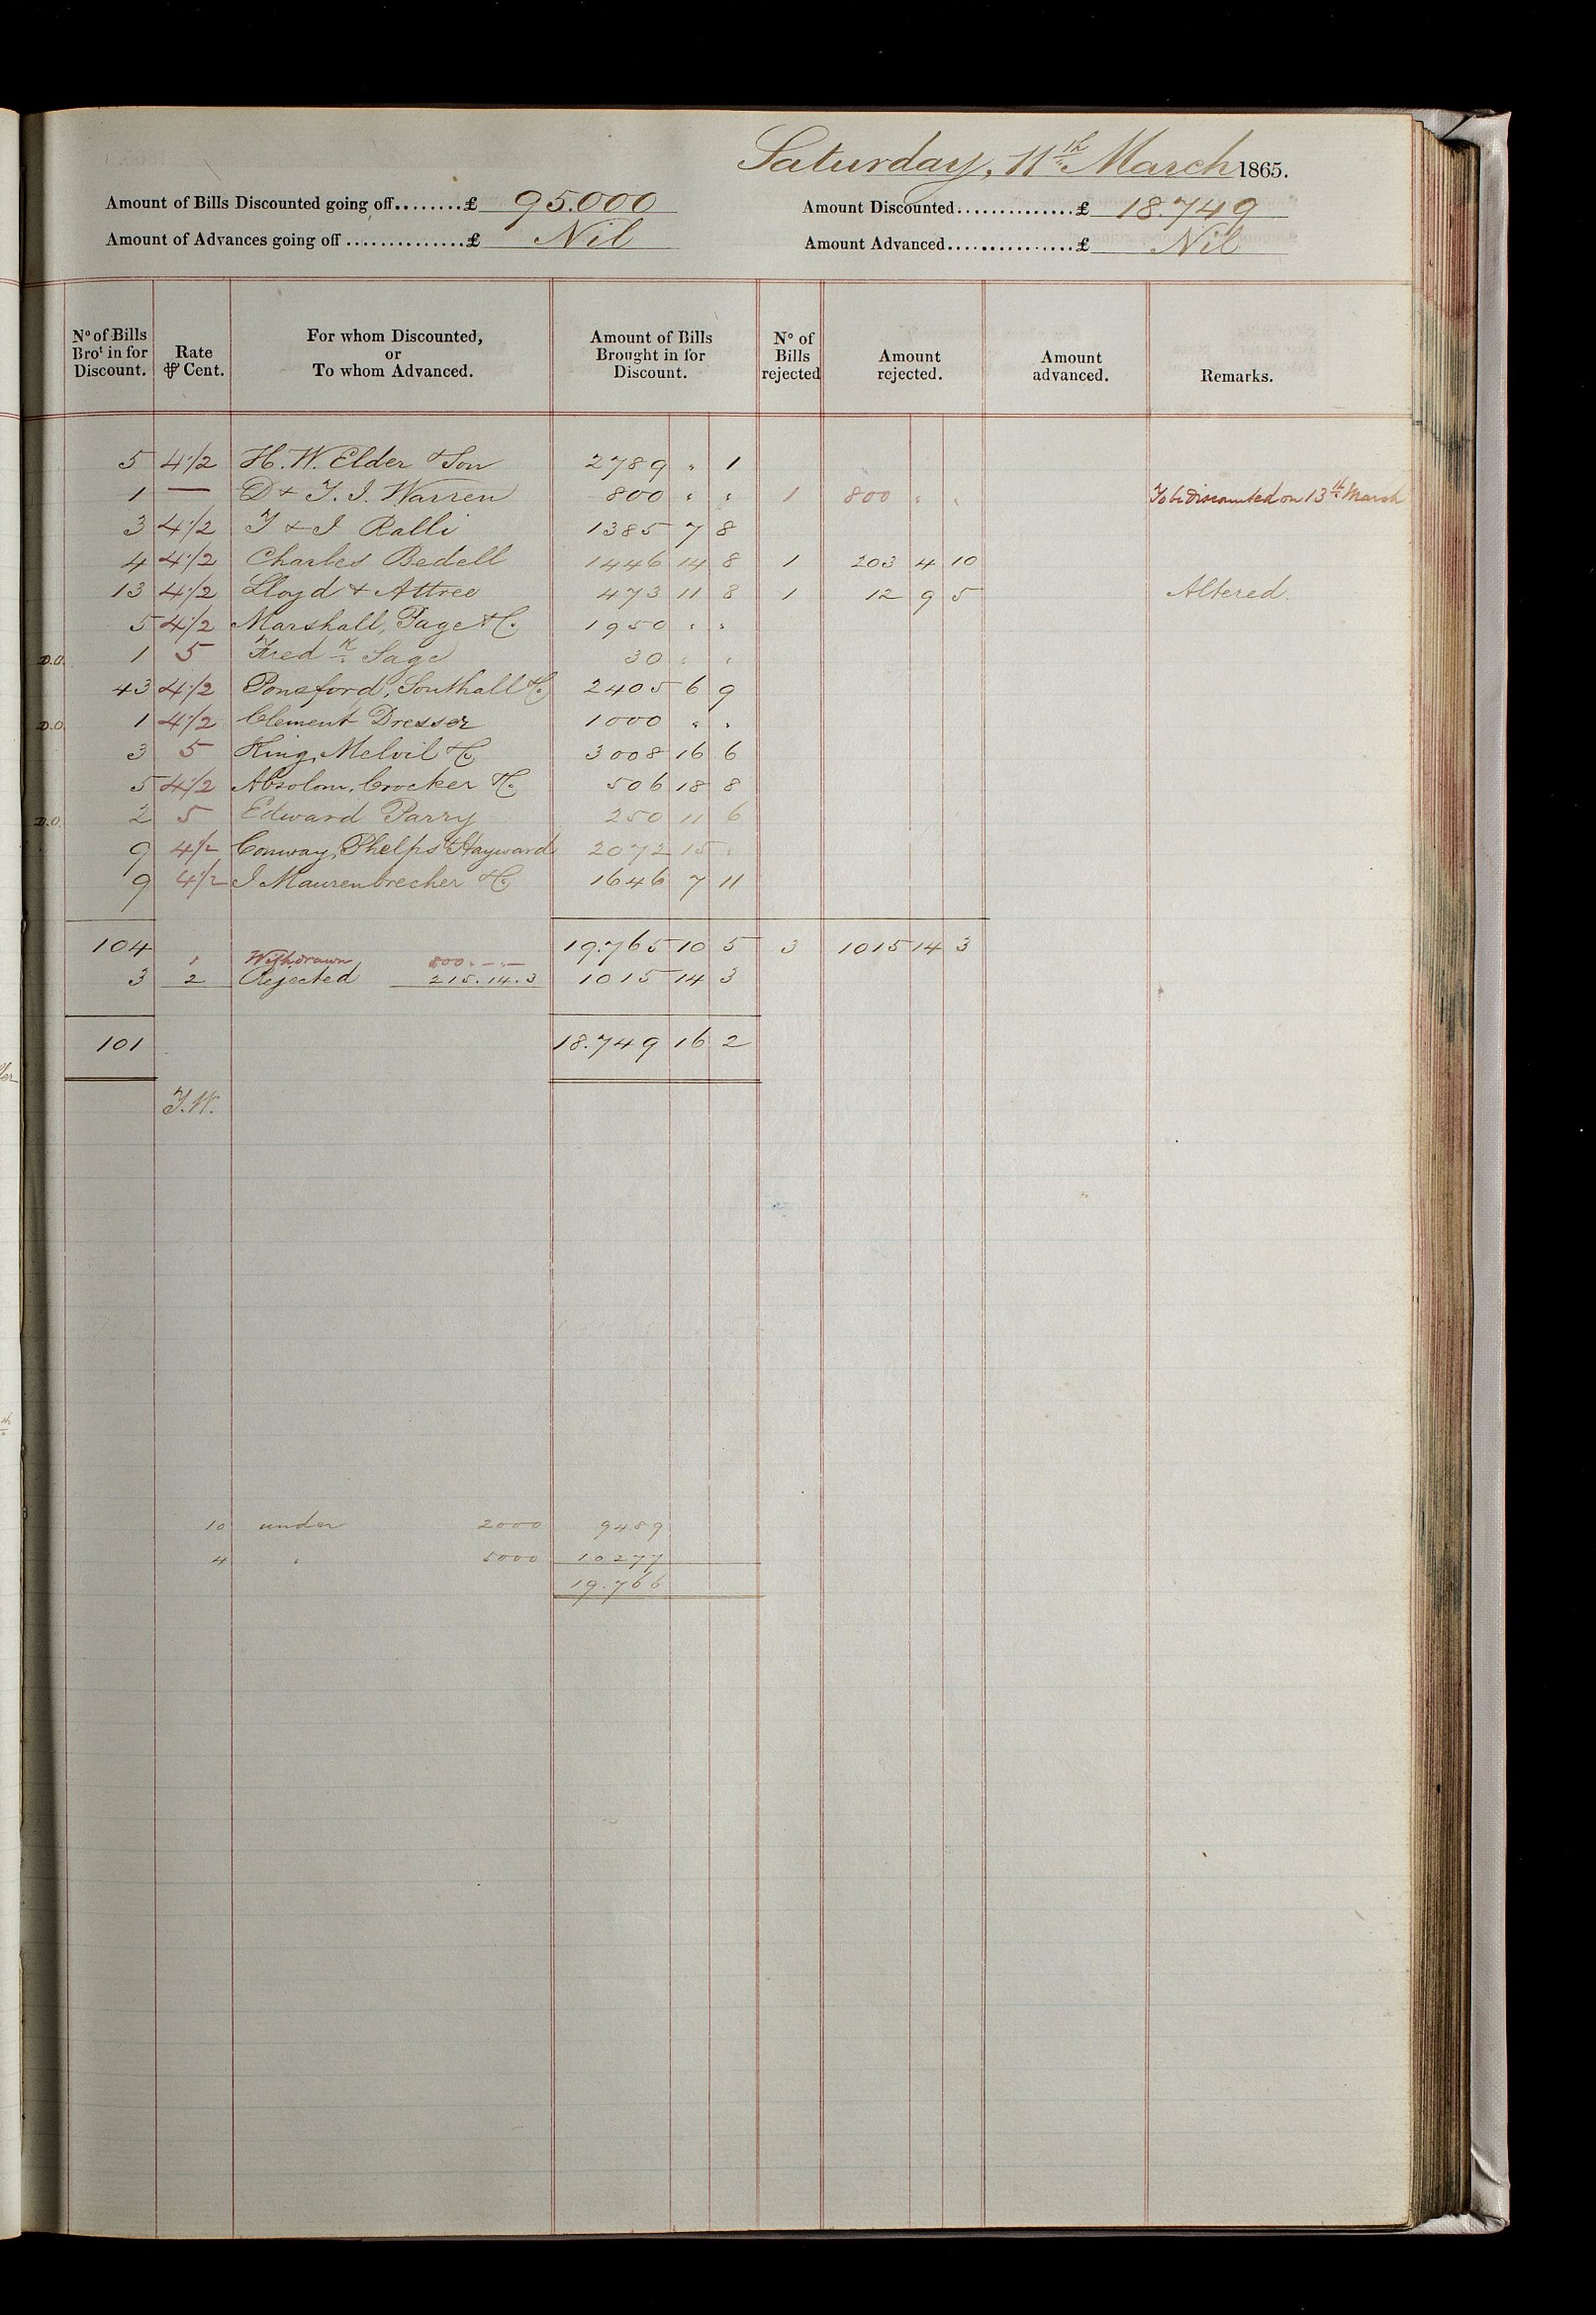 Saturday, 11th March 1865.
Amount of Bills Discounted going off........£ 95.000 Amount Discounted..............£ 18.749
Amount of Advances going off..............£ Nil Amount Advanced...............£ Nil
No of Bills Brot in for Discount. Rate ⅌ Cent. For whom Discounted, or To whom Advanced. Amount of Bills Brought in for Discount. No of Bills rejected Amount rejected. Amount advanced. Remarks.
5 4 1/2 H. W. Elder & Son 2789 " 1
1 — D & T. I. Warren 800 " " 1 800 " " To be discounted on 13th March
3 4 1/2 T & I Ralli 1385 7 8
4 4 1/2 Charles Bedell 1446 14 8 1 203 4 10
13 4 1/2 Lloyd & Attree 473 11 8 1 12 9 5 Altered.
5 4 1/2 Marshall, Page & C. 1950 " "
D.O. 1 5 Fredk Sage 30 " "
43 4 1/2 Ponsford, Southall & C. 2405 6 9
D.O. 1 4 1/2 Clement Dresser 1000 " "
3 5 King, Melvil & C. 3008 16 6
5 4 1/2 Absolom, Crocker & C. 506 18 8
D.O. 2 5 Edward Parry 250 11 6
9 4 1/2 Conway, Phelps & Hayward 2072 15 "
9 4 1/2 I Maurenbrecher & C. 1646 7 11
104 19.765 10 5 3 1015 14 3
1 Withdrawn 800. - . -
3 2 Rejected 215.14.3 1015 14 3
101 18.749 16 2
T.W.
10 under 2000 9489
4 " 5000 10277
19.766